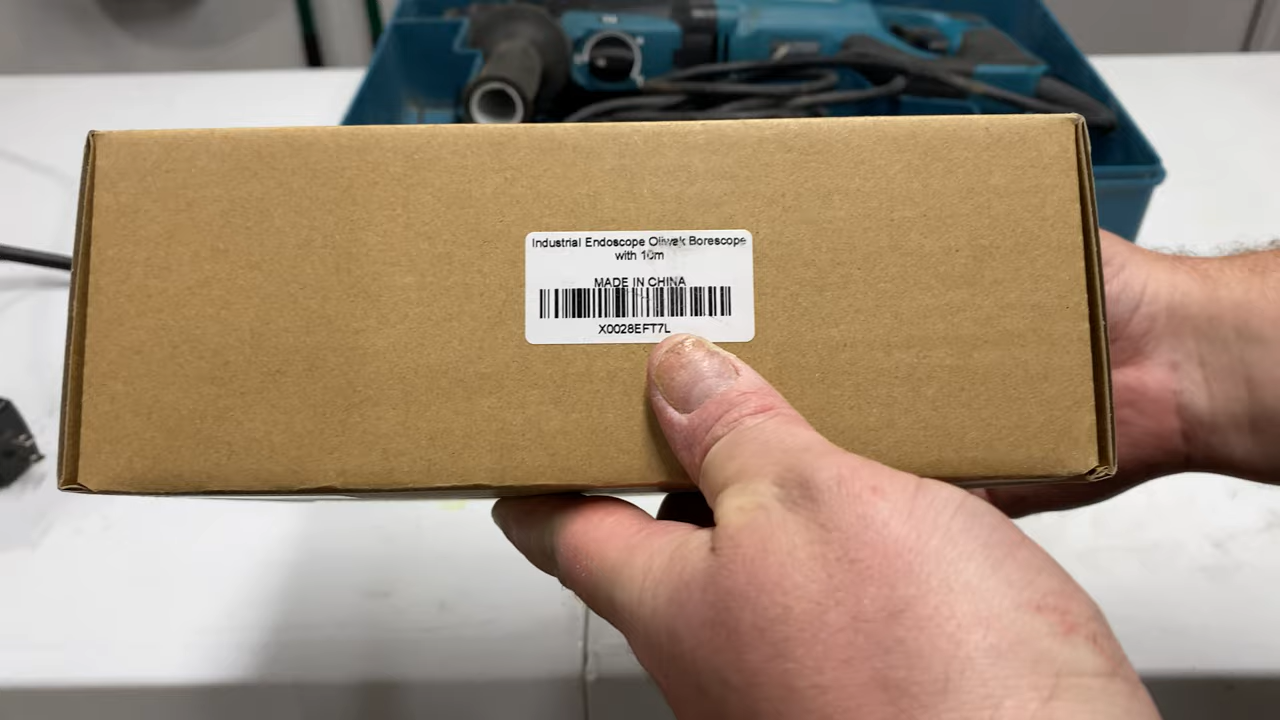 Industrial Endoscope Oliwak Borescope
with 10m
MADE IN CHINA
X0028EFT7L